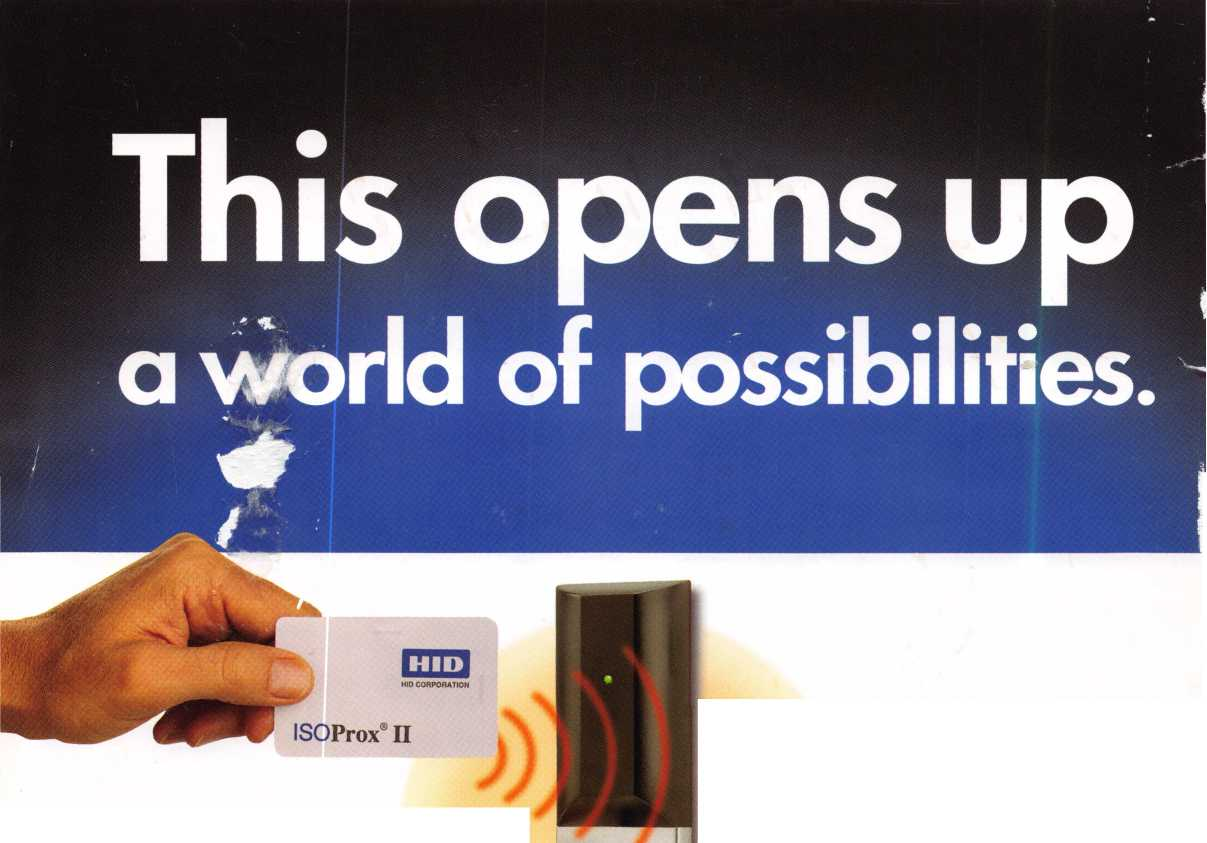 This opens up
a world of possibilities.
HID
HID CORPORATION
ISOProx® II